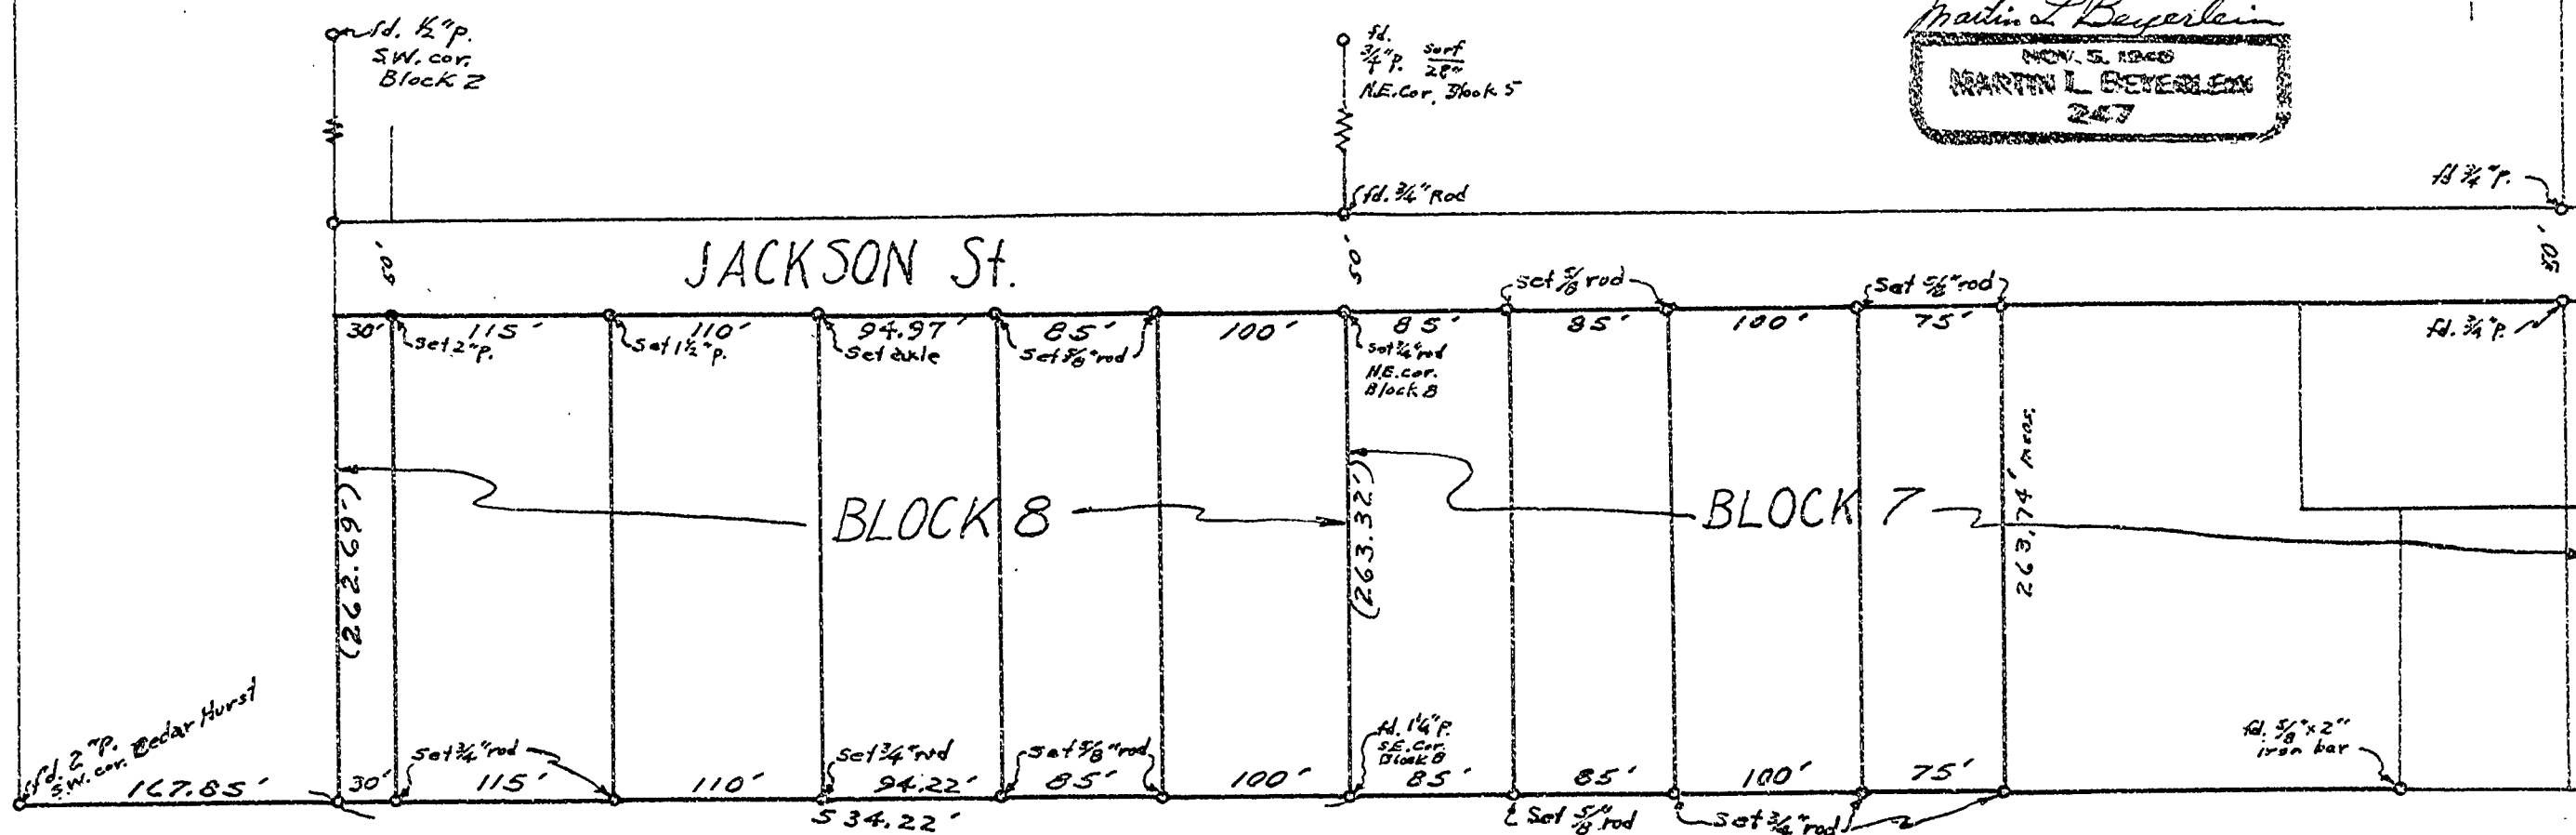 fd. 1/2" p.
S.W. cor.
Block 2
fd.
3/4" p. surf
N.E. Cor. Block 5
Martin L Beyerlein
NOV. 5.
MARTIN L. BEYERLEIN
247
fd. 3/4" Rod
fd 3/4" p.
JACKSON St.
50'
50'
50'
set 5/8 rod
Set 5/8" rod
30' 115' 110' 94.97' 85' 100' 85' 85' 100' 75'
set 2" p.
set 1 1/2" p.
set axle
set 5/8" rod
set 3/4" rod
N.E. cor.
Block 8
fd. 3/4" p.
(262.69')
BLOCK 8
(263.32')
BLOCK 7
263.74' meas.
fd. 2" p.
S.W. cor. Cedar Hurst
set 3/4" rod
set 3/4" rod
set 5/8" rod
fd. 1 1/4" p.
S.E. Cor.
Block 8
fd. 5/8" x 2"
iron bar
167.85' 30' 115' 110' 94.22' 85' 100' 85' 85' 100' 75'
534.22'
Set 5/8" rod
set 3/4" rod